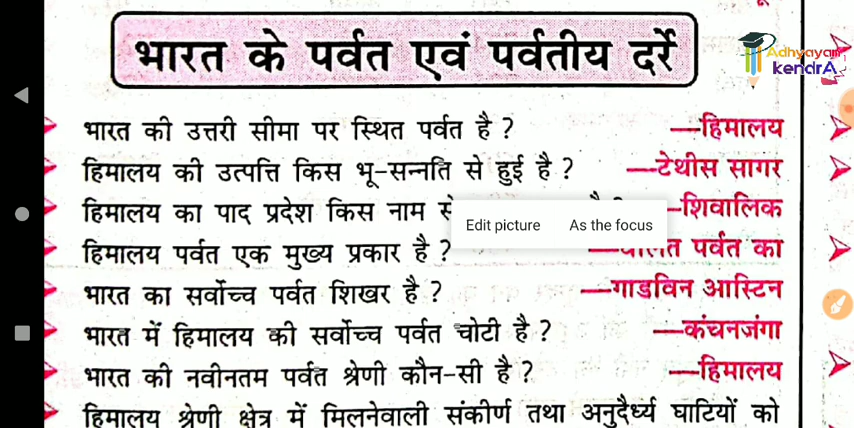 भारत के पर्वत एवं पर्वतीय दर्रे
Adhyayan
kendrA
भारत की उत्तरी सीमा पर स्थित पर्वत है ? —हिमालय
हिमालय की उत्पत्ति किस भू-सन्नति से हुई है ? —टेथीस सागर
हिमालय का पाद प्रदेश किस नाम से —शिवालिक
Edit picture As the focus
हिमालय पर्वत एक मुख्य प्रकार है ? पर्वत का
भारत का सर्वोच्च पर्वत शिखर है ? —गाडविन आस्टिन
भारत में हिमालय की सर्वोच्च पर्वत चोटी है ? —कंचनजंगा
भारत की नवीनतम पर्वत श्रेणी कौन-सी है ? —हिमालय
हिमालय श्रेणी क्षेत्र में मिलनेवाली संकीर्ण तथा अनुदैर्ध्य घाटियों को